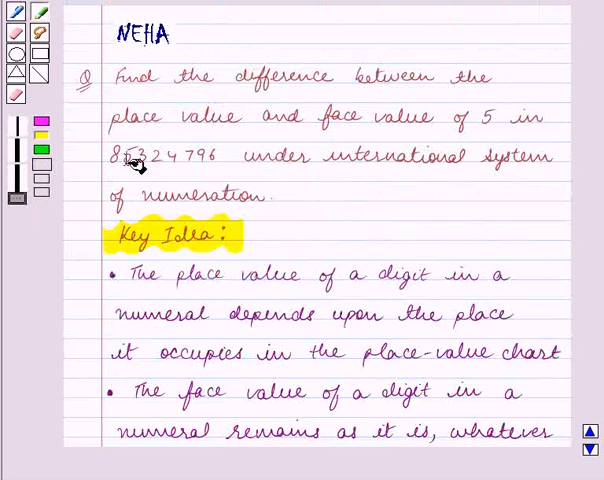 NEHA
Q Find the difference between the
place value and face value of 5 in
85324796 under international system
of numeration.
Key Idea:
• The place value of a digit in a
numeral depends upon the place
it occupies in the place-value chart
• The face value of a digit in a
numeral remains as it is, whatever